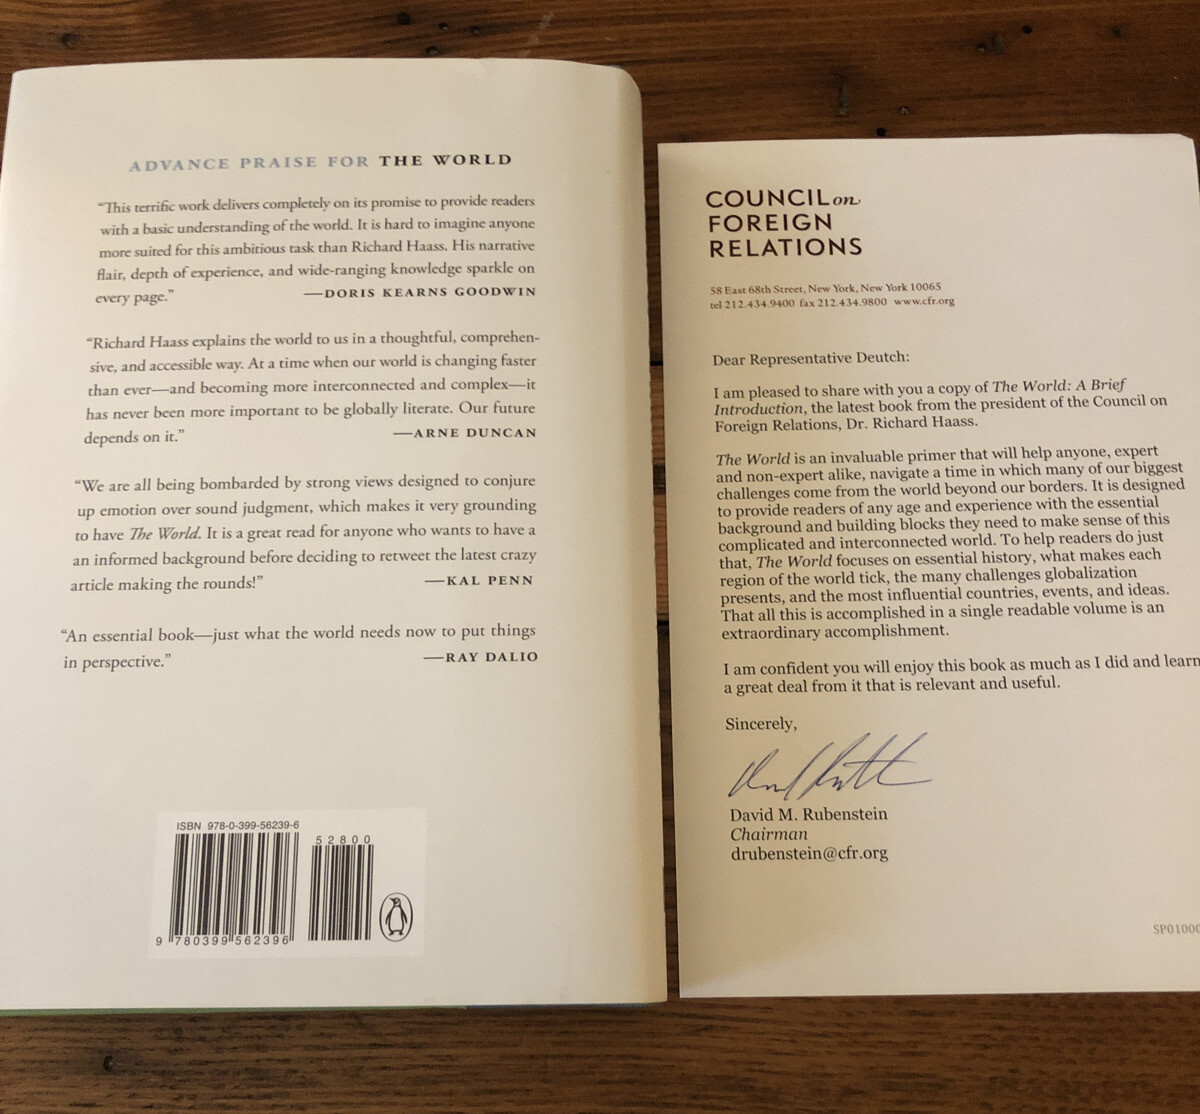 ADVANCE PRAISE FOR THE WORLD
“This terrific work delivers completely on its promise to provide readers
with a basic understanding of the world. It is hard to imagine anyone
more suited for this ambitious task than Richard Haass. His narrative
flair, depth of experience, and wide-ranging knowledge sparkle on
every page.” —DORIS KEARNS GOODWIN
“Richard Haass explains the world to us in a thoughtful, comprehen-
sive, and accessible way. At a time when our world is changing faster
than ever—and becoming more interconnected and complex—it
has never been more important to be globally literate. Our future
depends on it.” —ARNE DUNCAN
“We are all being bombarded by strong views designed to conjure
up emotion over sound judgment, which makes it very grounding
to have The World. It is a great read for anyone who wants to have a
an informed background before deciding to retweet the latest crazy
article making the rounds!” —KAL PENN
“An essential book—just what the world needs now to put things
in perspective.” —RAY DALIO
ISBN 978-0-399-56239-6
52800
9 780399 562396
COUNCIL on
FOREIGN
RELATIONS
58 East 68th Street, New York, New York 10065
tel 212.434.9400 fax 212.434.9800 www.cfr.org
Dear Representative Deutch:
I am pleased to share with you a copy of The World: A Brief
Introduction, the latest book from the president of the Council on
Foreign Relations, Dr. Richard Haass.
The World is an invaluable primer that will help anyone, expert
and non-expert alike, navigate a time in which many of our biggest
challenges come from the world beyond our borders. It is designed
to provide readers of any age and experience with the essential
background and building blocks they need to make sense of this
complicated and interconnected world. To help readers do just
that, The World focuses on essential history, what makes each
region of the world tick, the many challenges globalization
presents, and the most influential countries, events, and ideas.
That all this is accomplished in a single readable volume is an
extraordinary accomplishment.
I am confident you will enjoy this book as much as I did and learn
a great deal from it that is relevant and useful.
Sincerely,
David M. Rubenstein
Chairman
drubenstein@cfr.org